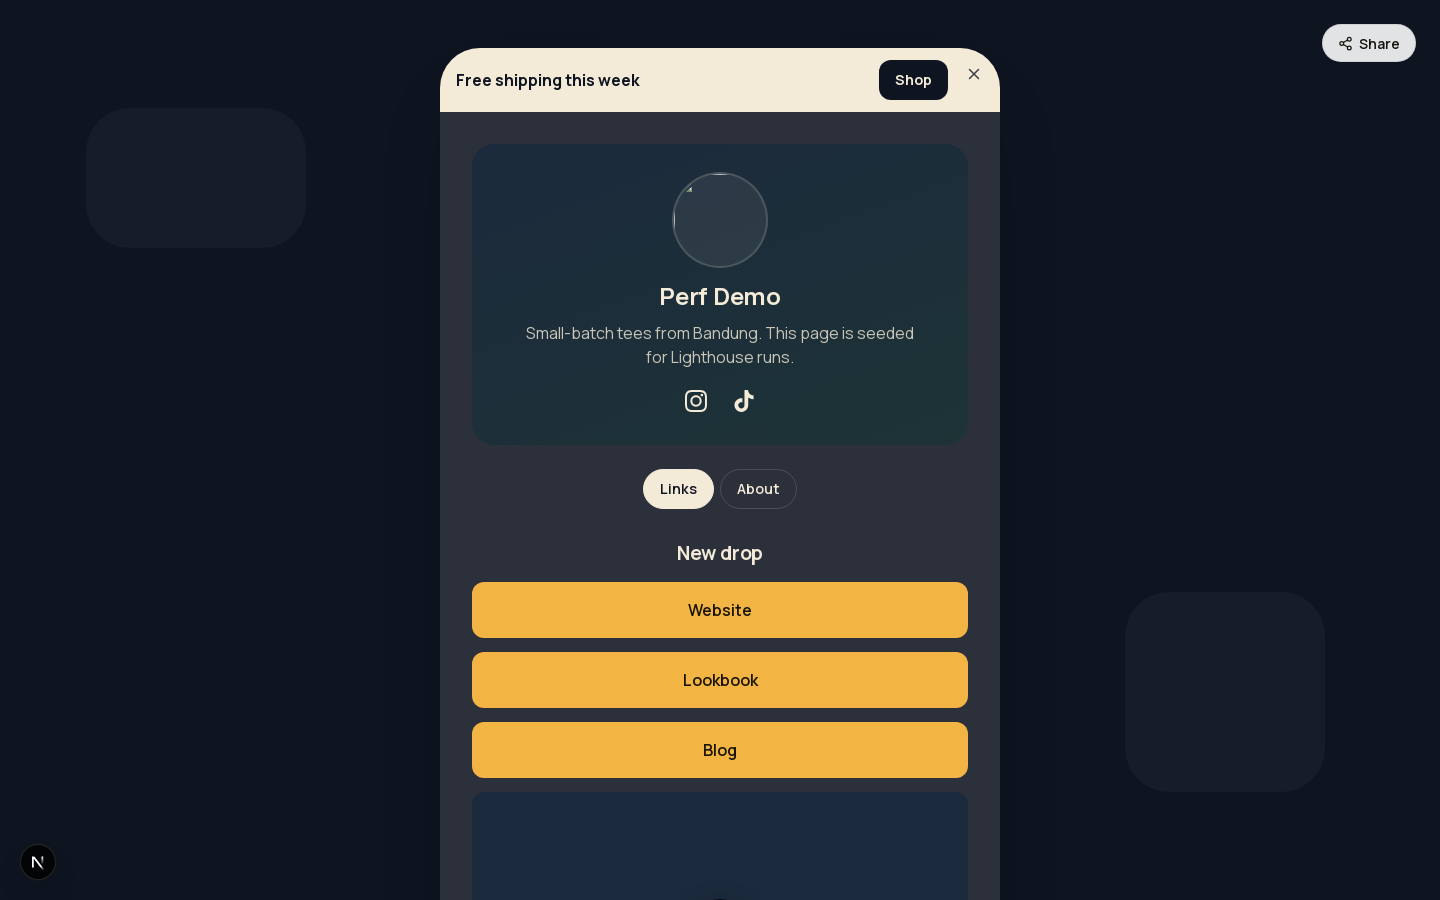 Share
Free shipping this week
Shop
Perf Demo
Small-batch tees from Bandung. This page is seeded
for Lighthouse runs.
Links
About
New drop
Website
Lookbook
Blog
N